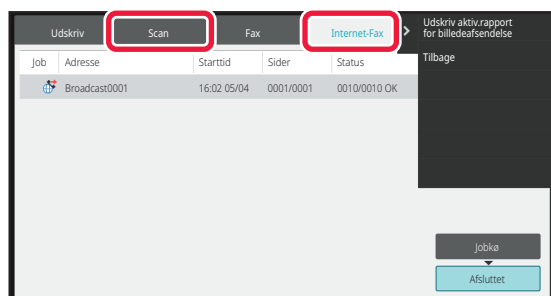 Udskriv Scan Fax Internet-Fax
Job Adresse Starttid Sider Status
Broadcast0001 16:02 05/04 0001/0001 0010/0010 OK
Udskriv aktiv.rapport
for billedeafsendelse
Tilbage
Jobkø
Afsluttet